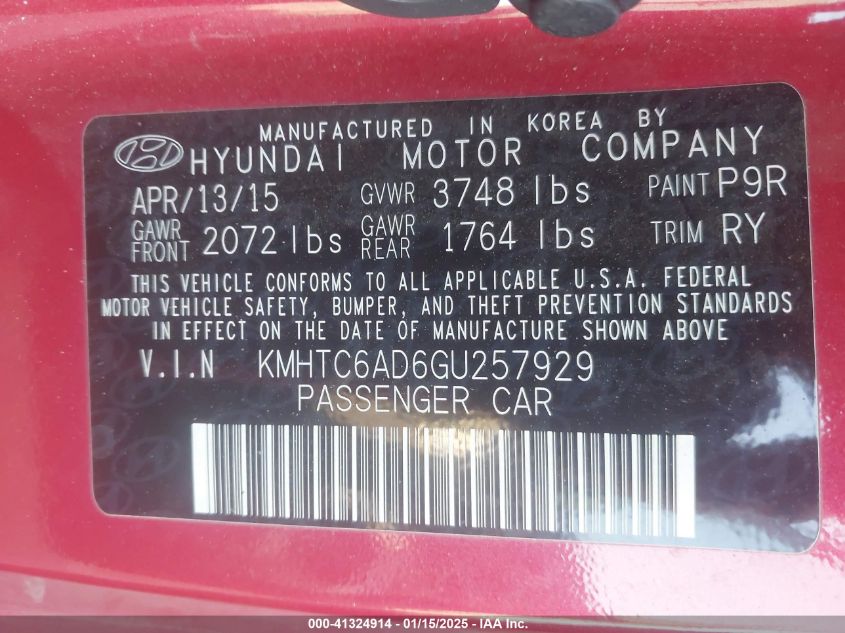 MANUFACTURED IN KOREA BY
HYUNDAI MOTOR COMPANY
APR/13/15 GVWR 3748 lbs PAINT P9R
GAWR FRONT 2072 lbs GAWR REAR 1764 lbs TRIM RY
THIS VEHICLE CONFORMS TO ALL APPLICABLE U.S.A. FEDERAL
MOTOR VEHICLE SAFETY, BUMPER, AND THEFT PREVENTION STANDARDS
IN EFFECT ON THE DATE OF MANUFACTURE SHOWN ABOVE
V.I.N KMHTC6AD6GU257929
PASSENGER CAR
000-41324914 - 01/15/2025 - IAA Inc.